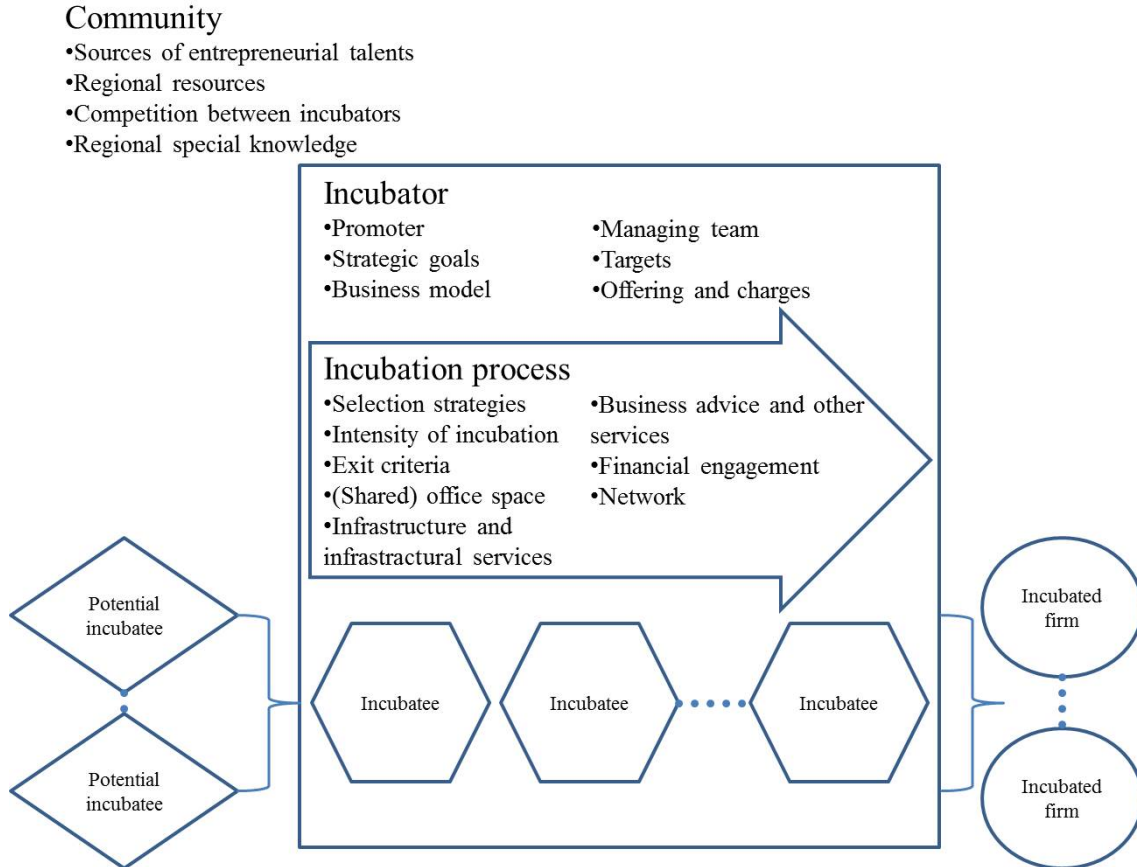 Community
•Sources of entrepreneurial talents
•Regional resources
•Competition between incubators
•Regional special knowledge
Incubator
•Promoter
•Strategic goals
•Business model
•Managing team
•Targets
•Offering and charges
Incubation process
•Selection strategies
•Intensity of incubation
•Exit criteria
•(Shared) office space
•Infrastructure and
infrastractural services
•Business advice and other
services
•Financial engagement
•Network
Potential
incubatee
Potential
incubatee
Incubatee
Incubatee
Incubatee
Incubated
firm
Incubated
firm